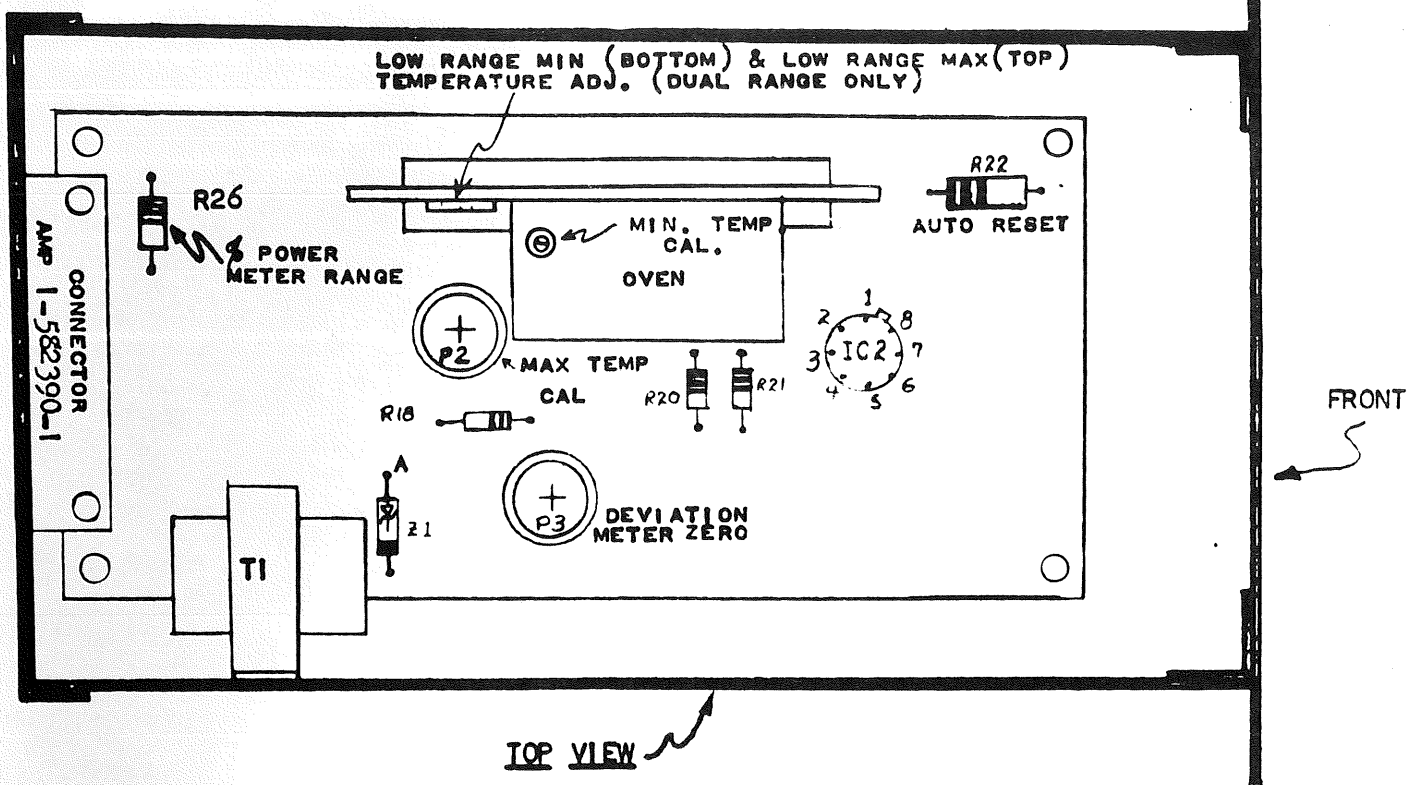 LOW RANGE MIN (BOTTOM) & LOW RANGE MAX (TOP)
TEMPERATURE ADJ. (DUAL RANGE ONLY)
R22
AUTO RESET
R26
% POWER
METER RANGE
CONNECTOR
AMP 1-582390-1
MIN. TEMP
CAL.
OVEN
P2
MAX TEMP
CAL
1
2
3
4
5
6
7
8
IC2
R20
R21
R18
A
Z1
P3
DEVIATION
METER ZERO
T1
FRONT
TOP VIEW